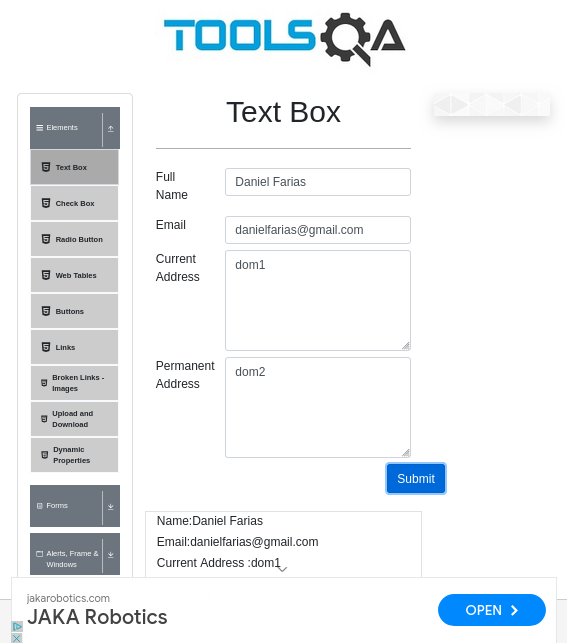 TOOLSQA
Elements
Text Box
Check Box
Radio Button
Web Tables
Buttons
Links
Broken Links -
Images
Upload and
Download
Dynamic
Properties
Forms
Alerts, Frame &
Windows
Text Box
Full
Name
Daniel Farias
Email
danielfarias@gmail.com
Current
Address
dom1
Permanent
Address
dom2
Submit
Name:Daniel Farias
Email:danielfarias@gmail.com
Current Address :dom1
jakarobotics.com
JAKA Robotics
OPEN